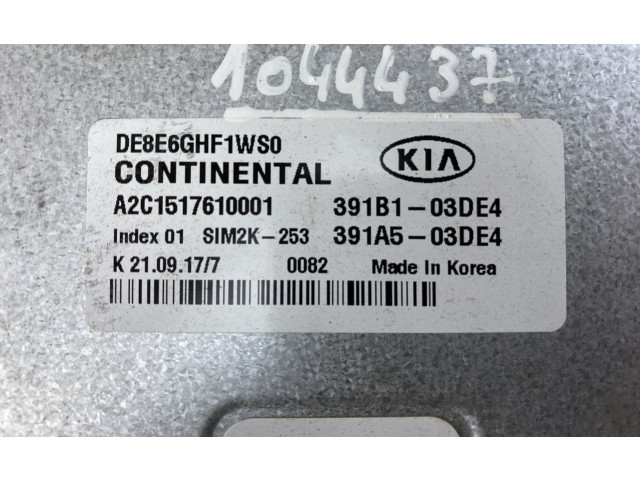 1044437
DE8E6GHF1WS0
CONTINENTAL
KIA
A2C1517610001 391B1-03DE4
Index 01 SIM2K-253 391A5-03DE4
K 21.09.17/7 0082 Made In Korea